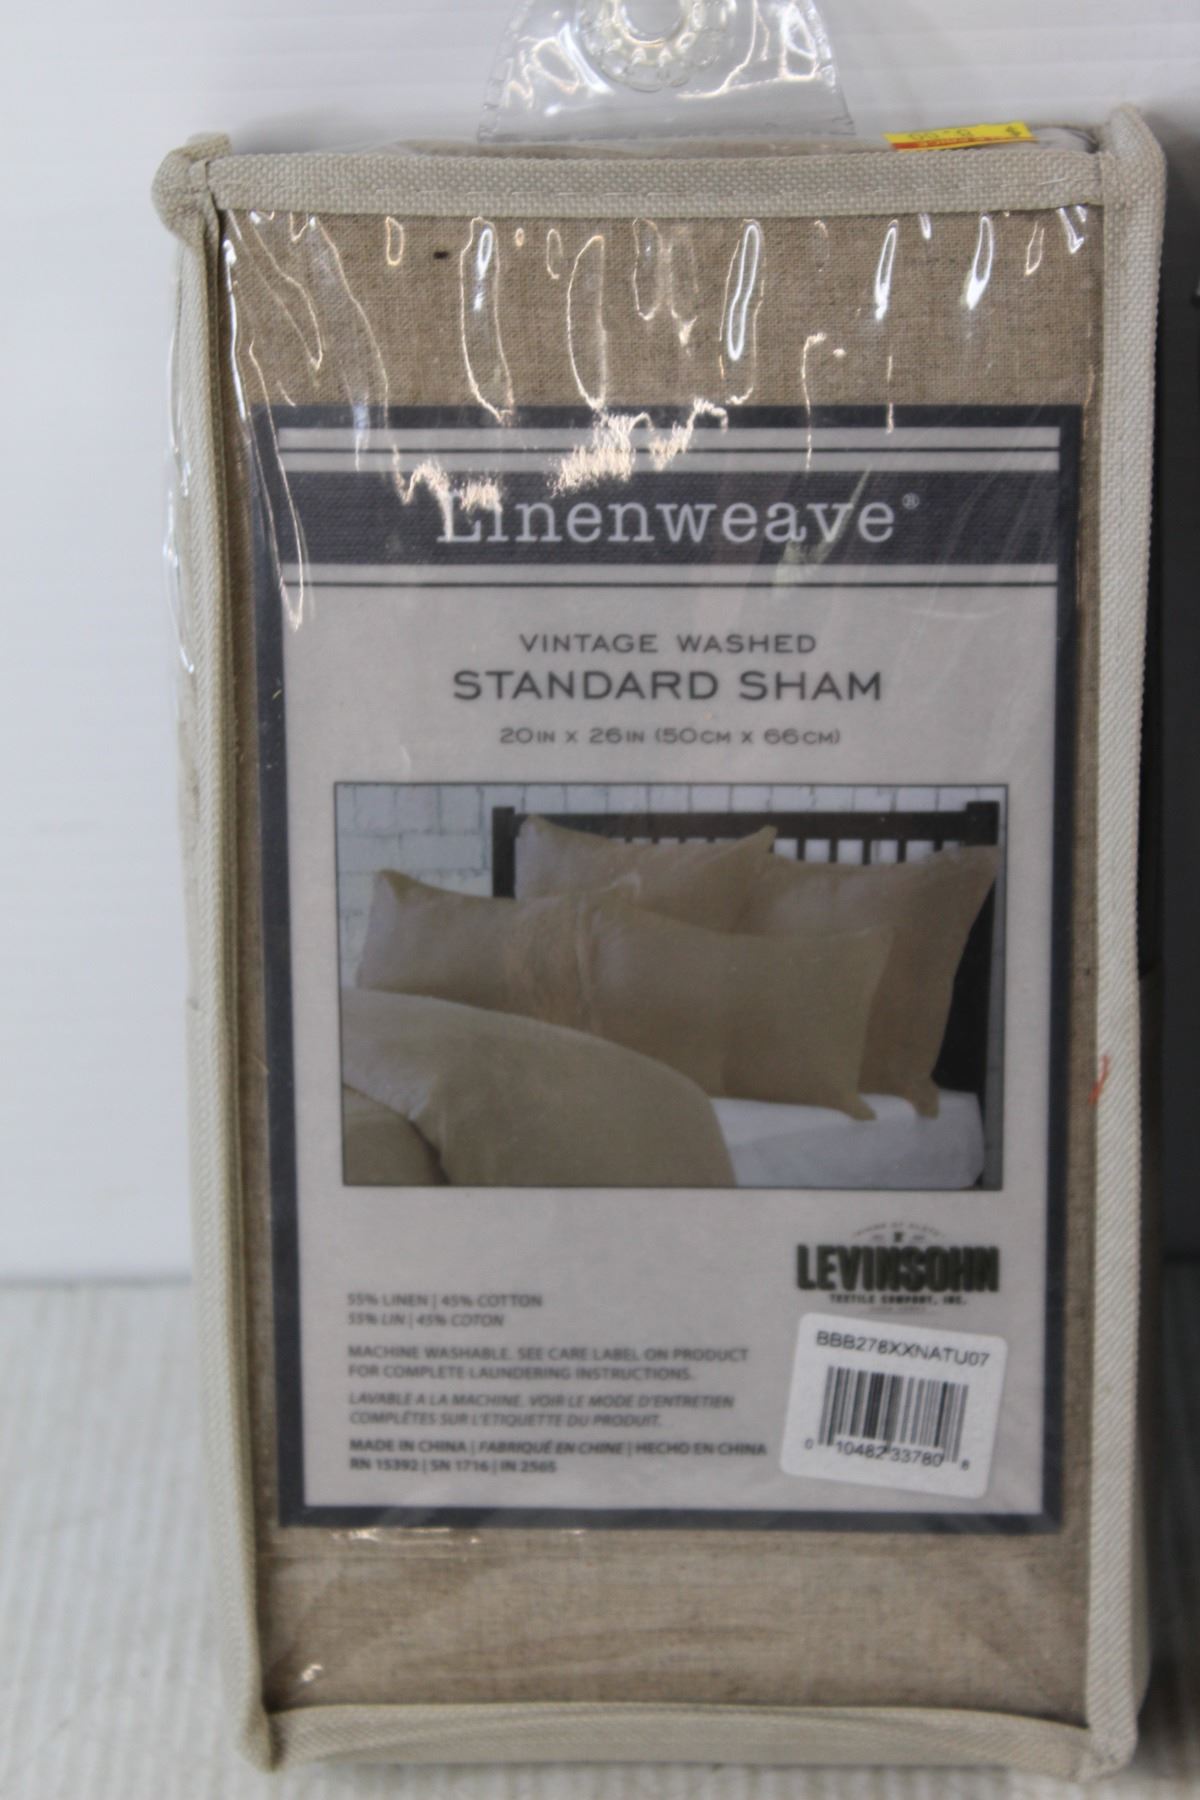 Linenweave®
VINTAGE WASHED
STANDARD SHAM
20IN X 26IN (50CM X 66CM)
LEVINSOHN
TEXTILE COMPANY, INC.
55% LINEN | 45% COTTON
55% LIN | 45% COTON
MACHINE WASHABLE. SEE CARE LABEL ON PRODUCT
FOR COMPLETE LAUNDERING INSTRUCTIONS.
LAVABLE A LA MACHINE. VOIR LE MODE D'ENTRETIEN
COMPLÈTES SUR L'ETIQUETTE DU PRODUIT.
MADE IN CHINA | FABRIQUÉ EN CHINE | HECHO EN CHINA
RN 15392 | SN 1716 | IN 2565
BBB278XXNATU07
0 10482 33780 8